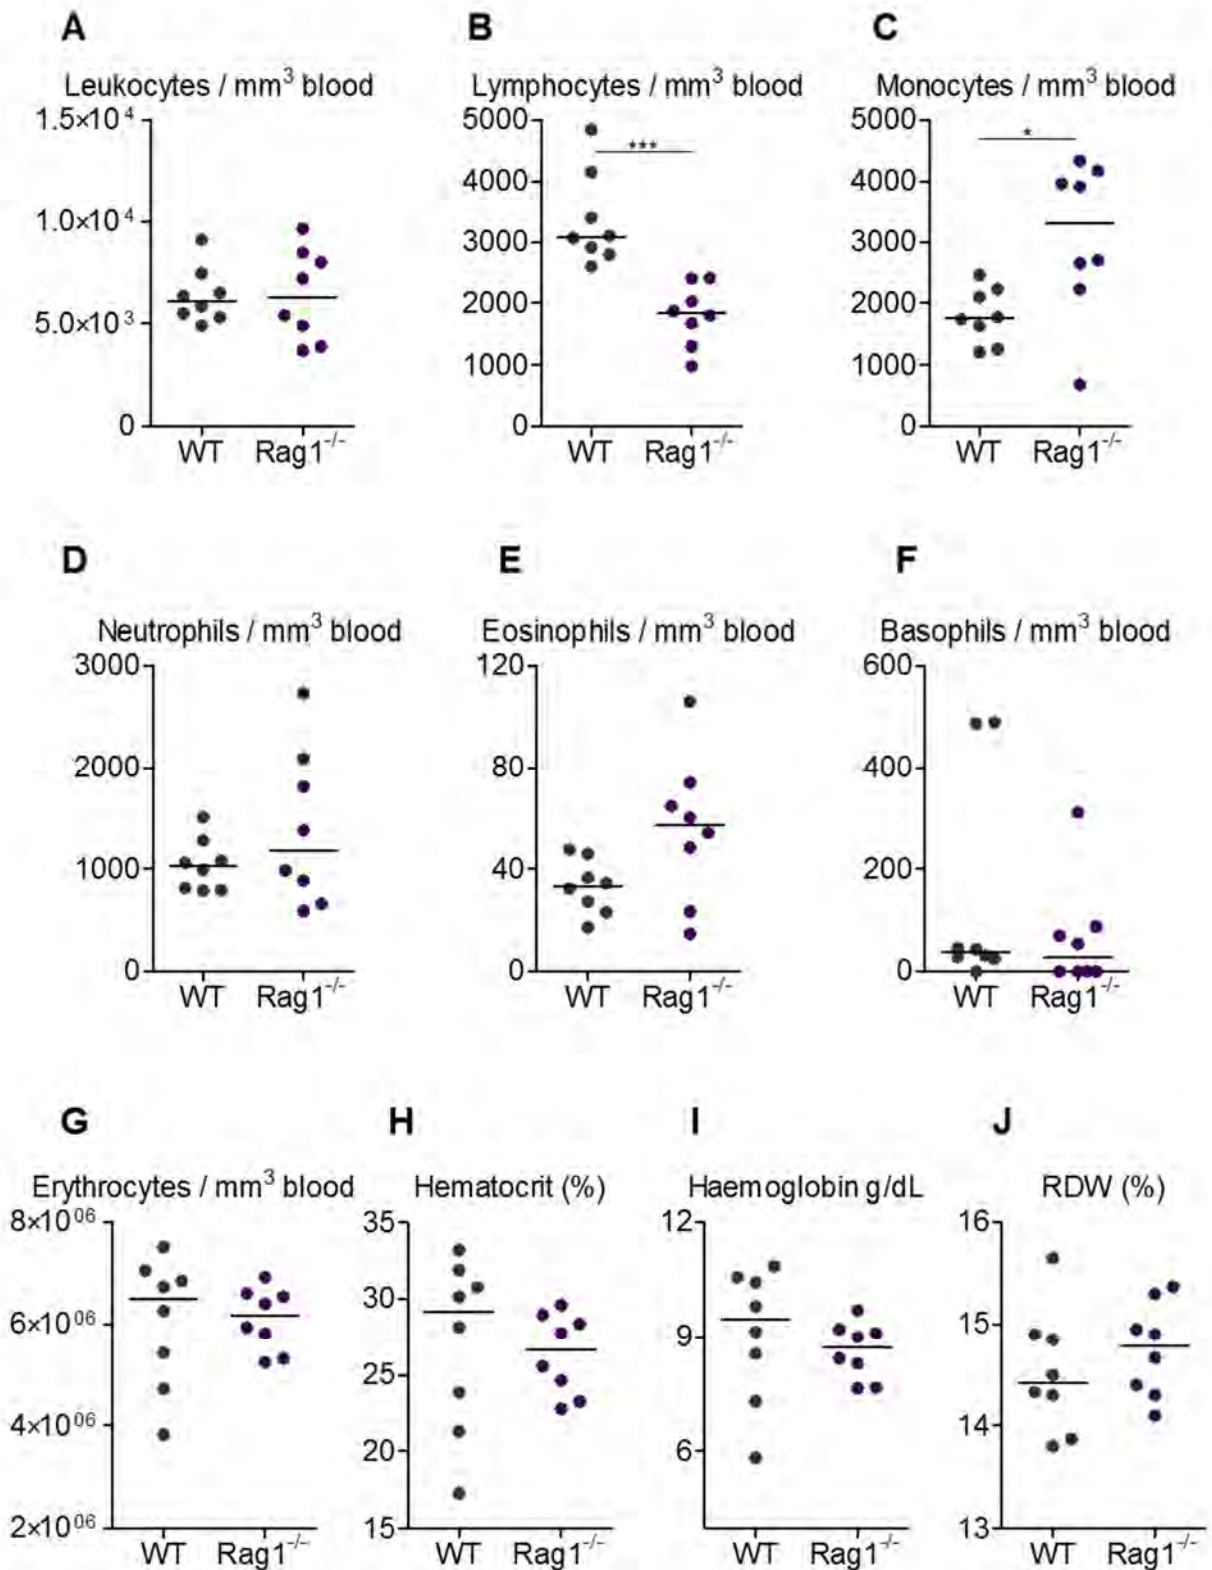 A B C
Leukocytes / mm³ blood Lymphocytes / mm³ blood Monocytes / mm³ blood
1.5×10⁴ 5000 5000
*** *
4000 4000
1.0×10⁴
3000 3000
5.0×10³ 2000 2000
1000 1000
0 0 0
WT Rag1⁻/⁻ WT Rag1⁻/⁻ WT Rag1⁻/⁻
D E F
Neutrophils / mm³ blood Eosinophils / mm³ blood Basophils / mm³ blood
3000 120 600
2000 80 400
1000 40 200
0 0 0
WT Rag1⁻/⁻ WT Rag1⁻/⁻ WT Rag1⁻/⁻
G H I J
Erythrocytes / mm³ blood Hematocrit (%) Haemoglobin g/dL RDW (%)
8×10⁰⁶ 35 12 16
30
6×10⁰⁶ 9 15
25
4×10⁰⁶ 20 6 14
2×10⁰⁶ 15 13
WT Rag1⁻/⁻ WT Rag1⁻/⁻ WT Rag1⁻/⁻ WT Rag1⁻/⁻